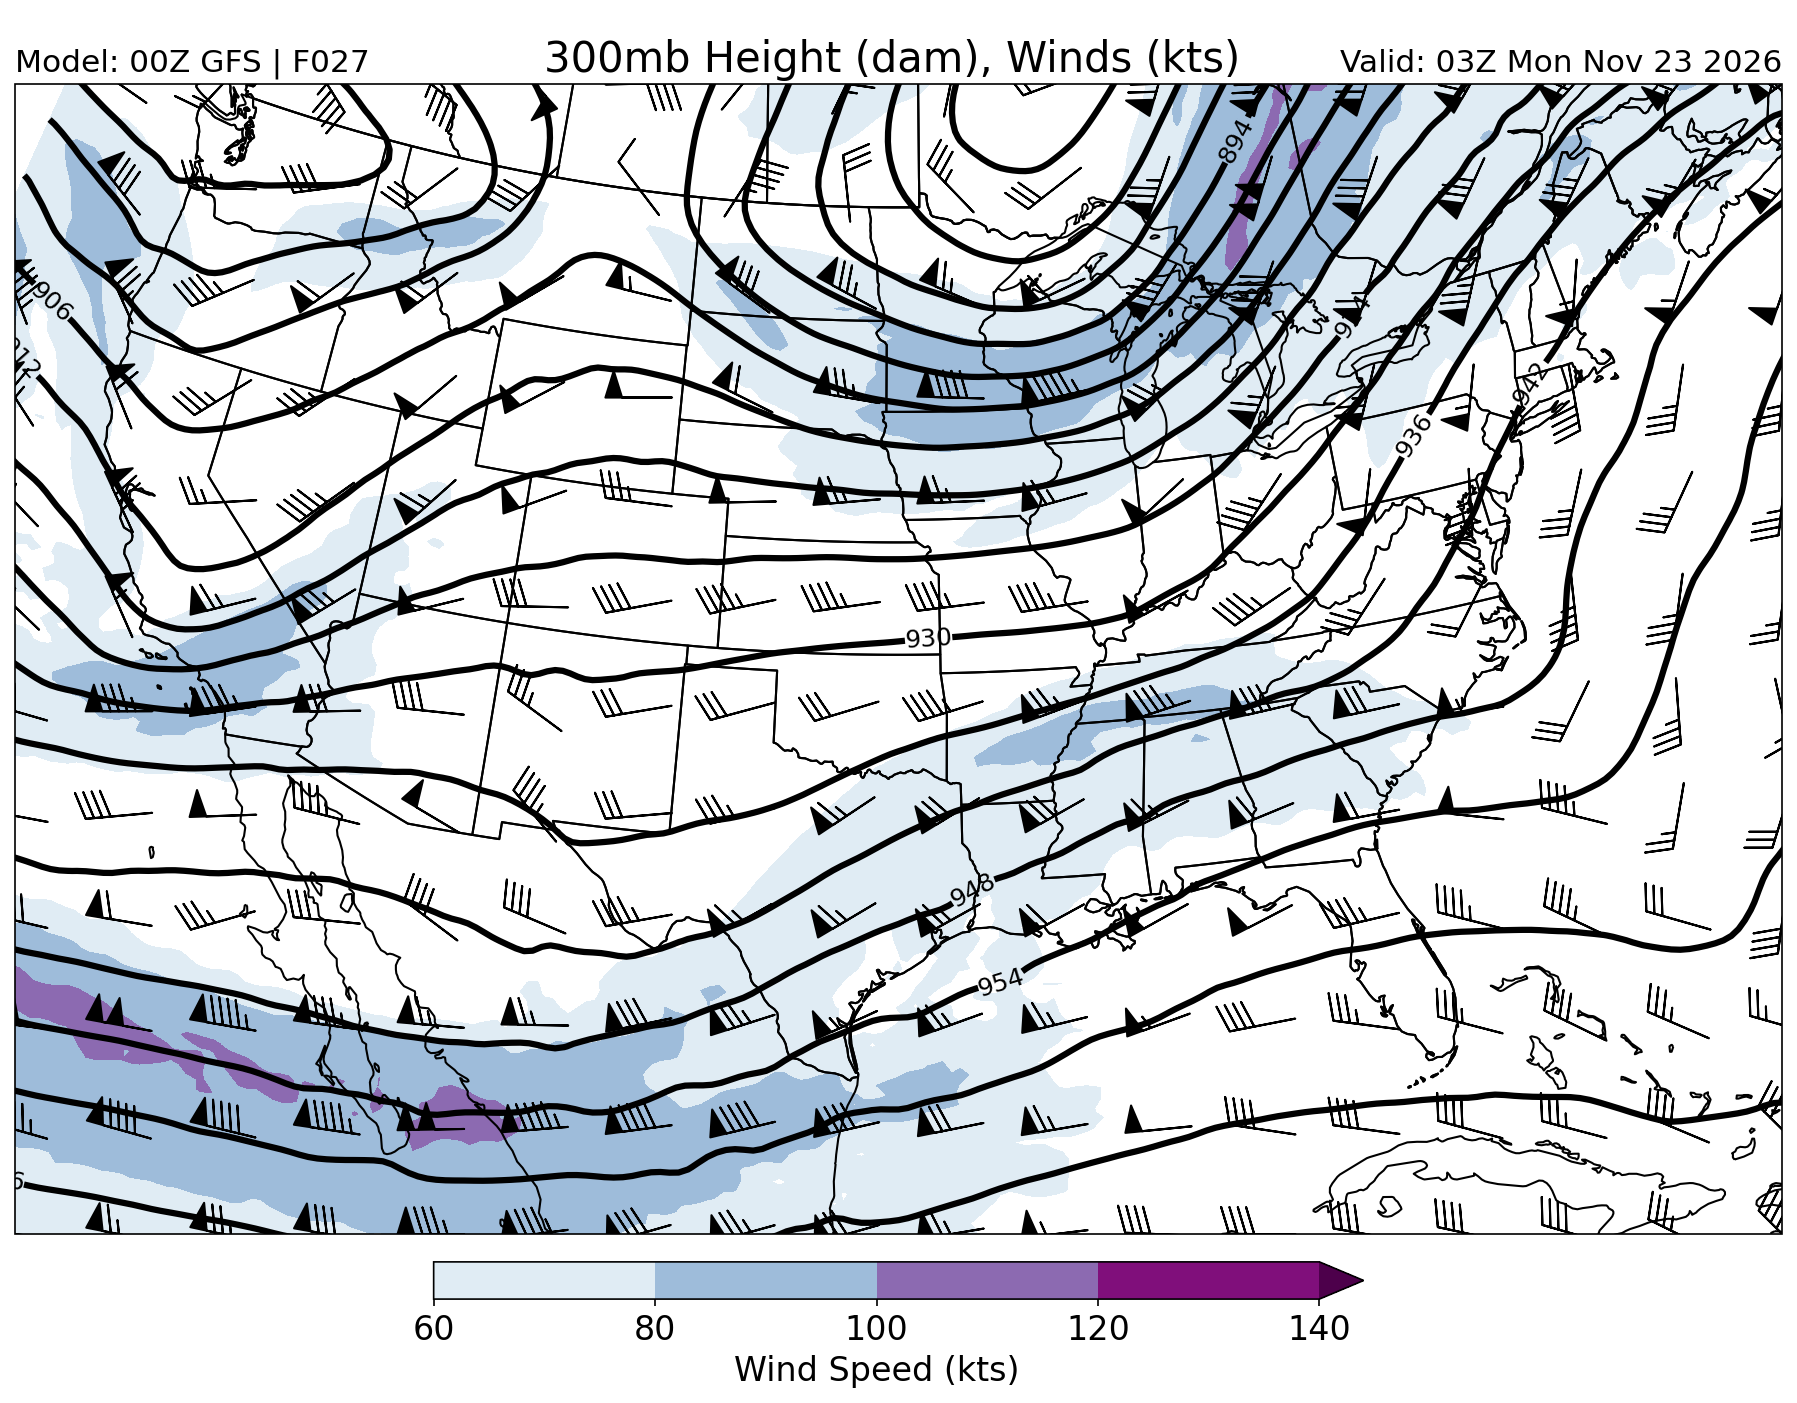 Model: 00Z GFS | F027
300mb Height (dam), Winds (kts)
Valid: 03Z Mon Nov 23 2026
894
906
912
942
936
930
948
954
60 80 100 120 140
Wind Speed (kts)